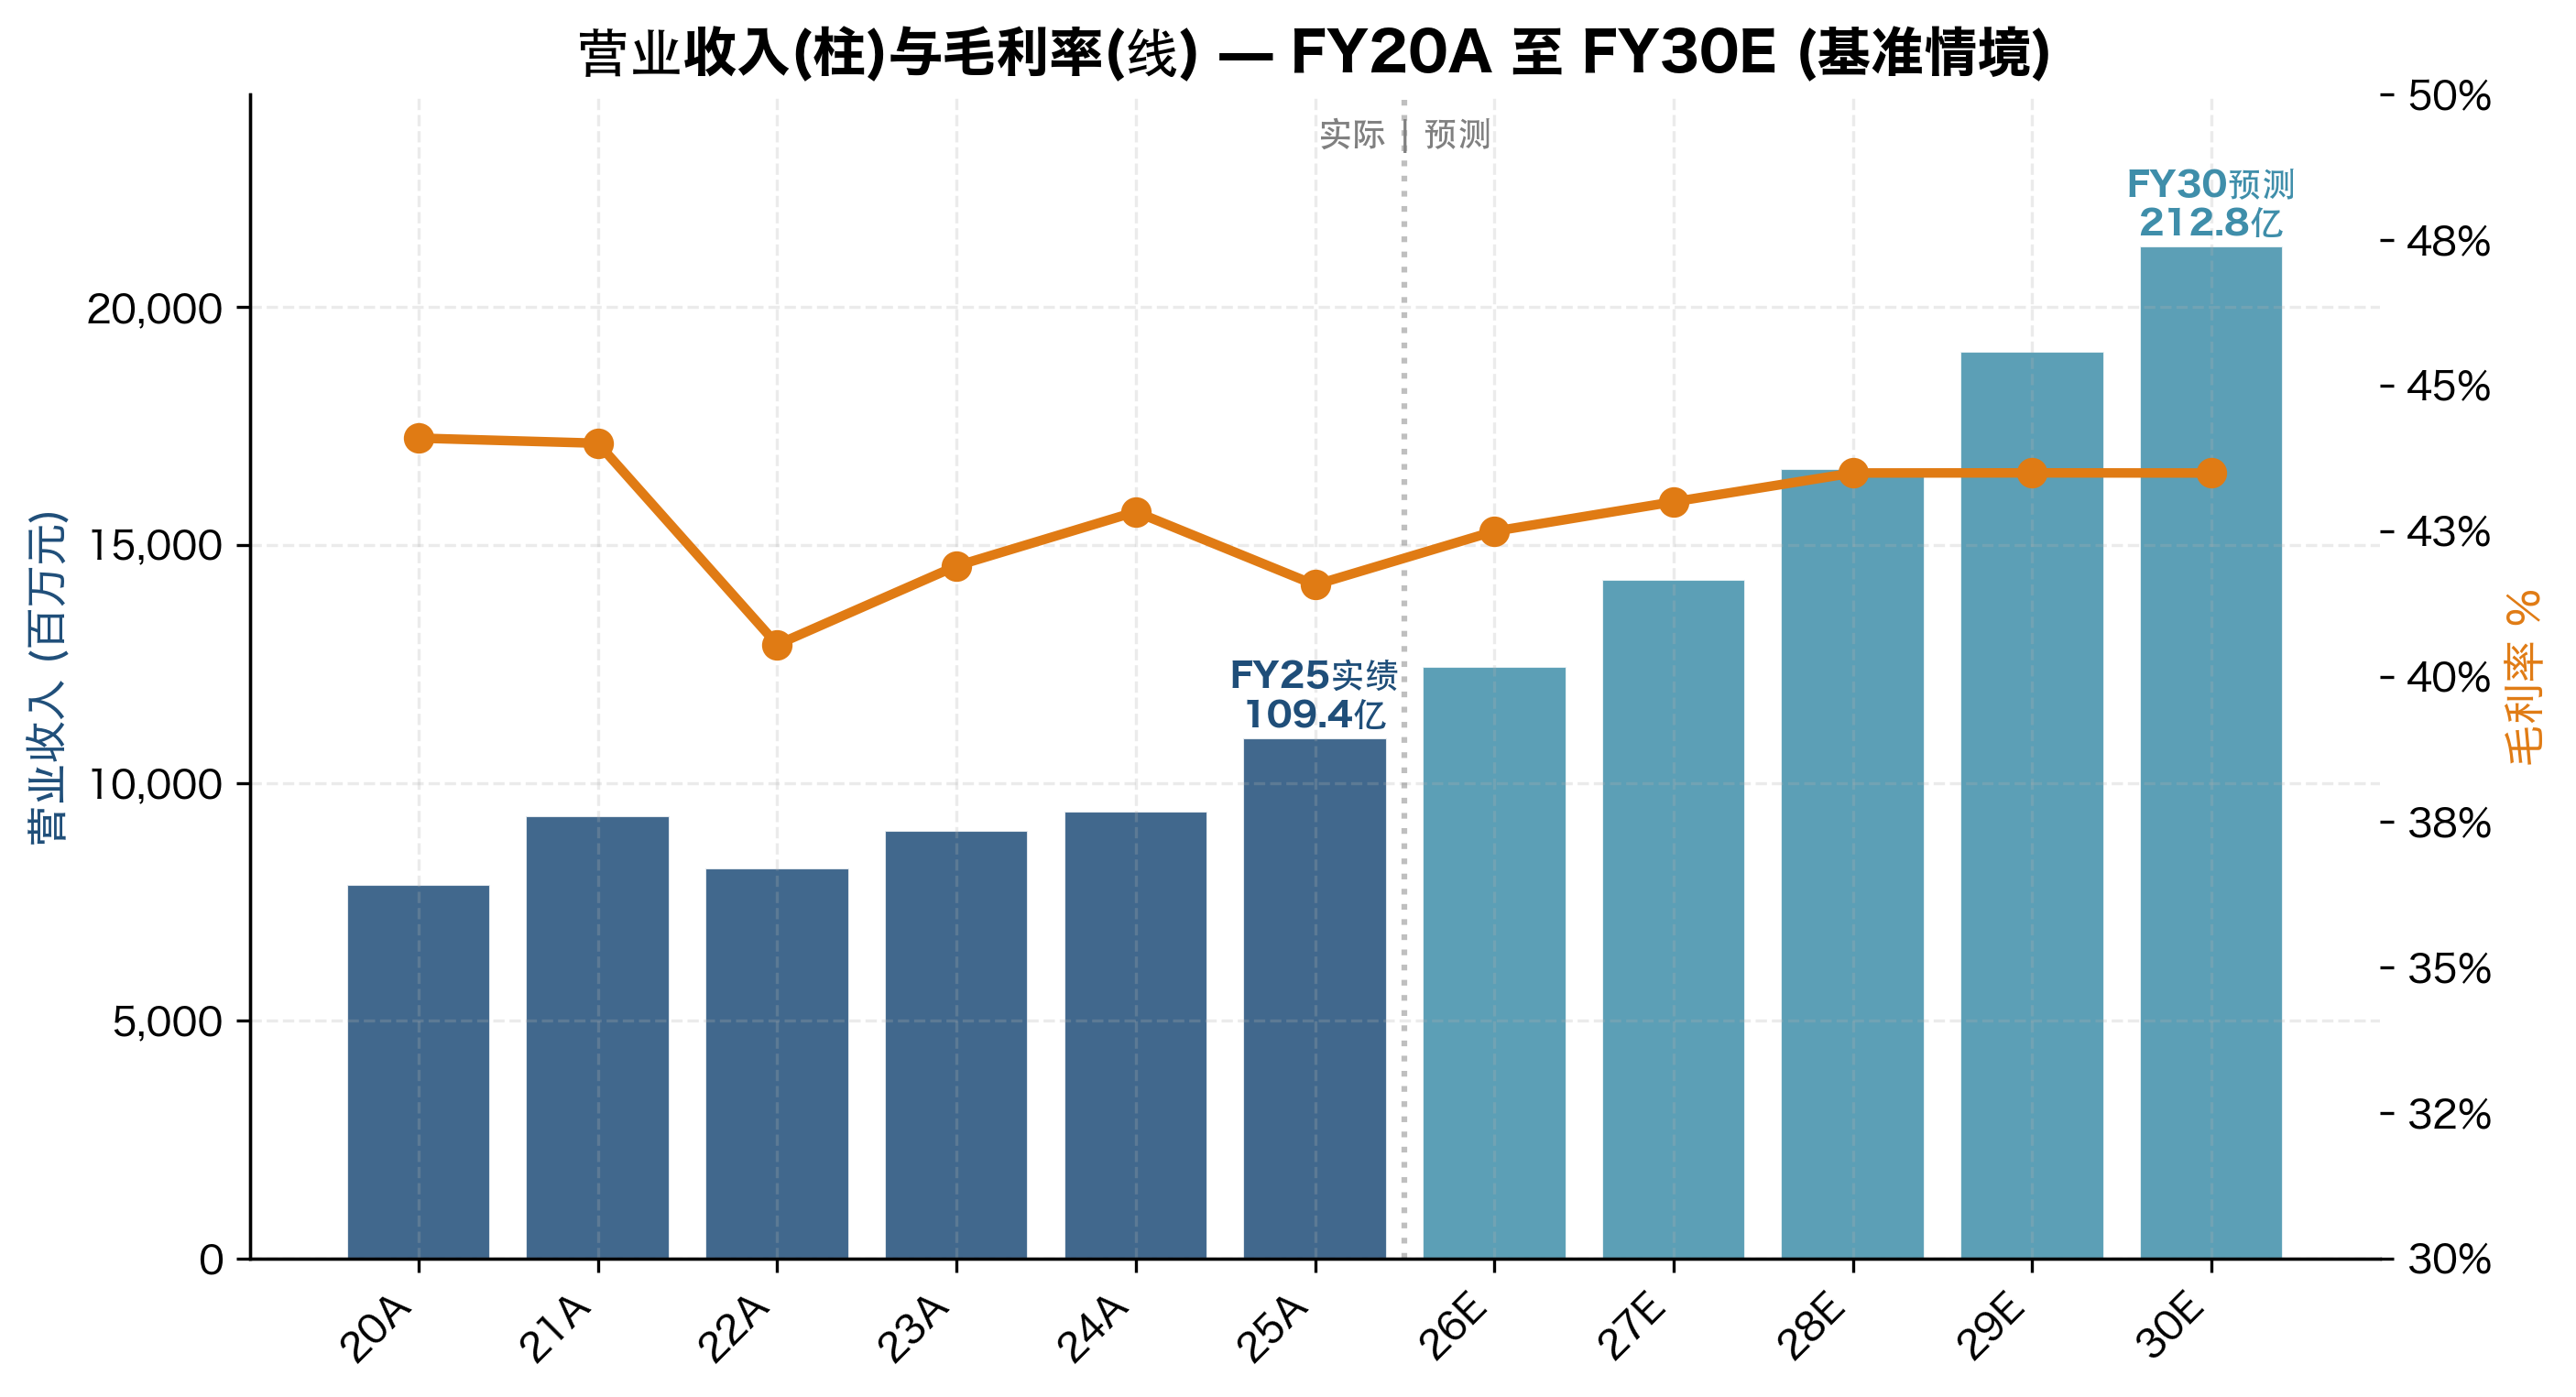 营业收入(柱)与毛利率(线) — FY20A 至 FY30E (基准情境)
实际 | 预测
FY30预测
212.8亿
FY25实绩
109.4亿
营业收入 (百万元)
20,000
15,000
10,000
5,000
0
50%
48%
45%
43%
40%
38%
35%
32%
30%
毛利率 %
20A
21A
22A
23A
24A
25A
26E
27E
28E
29E
30E